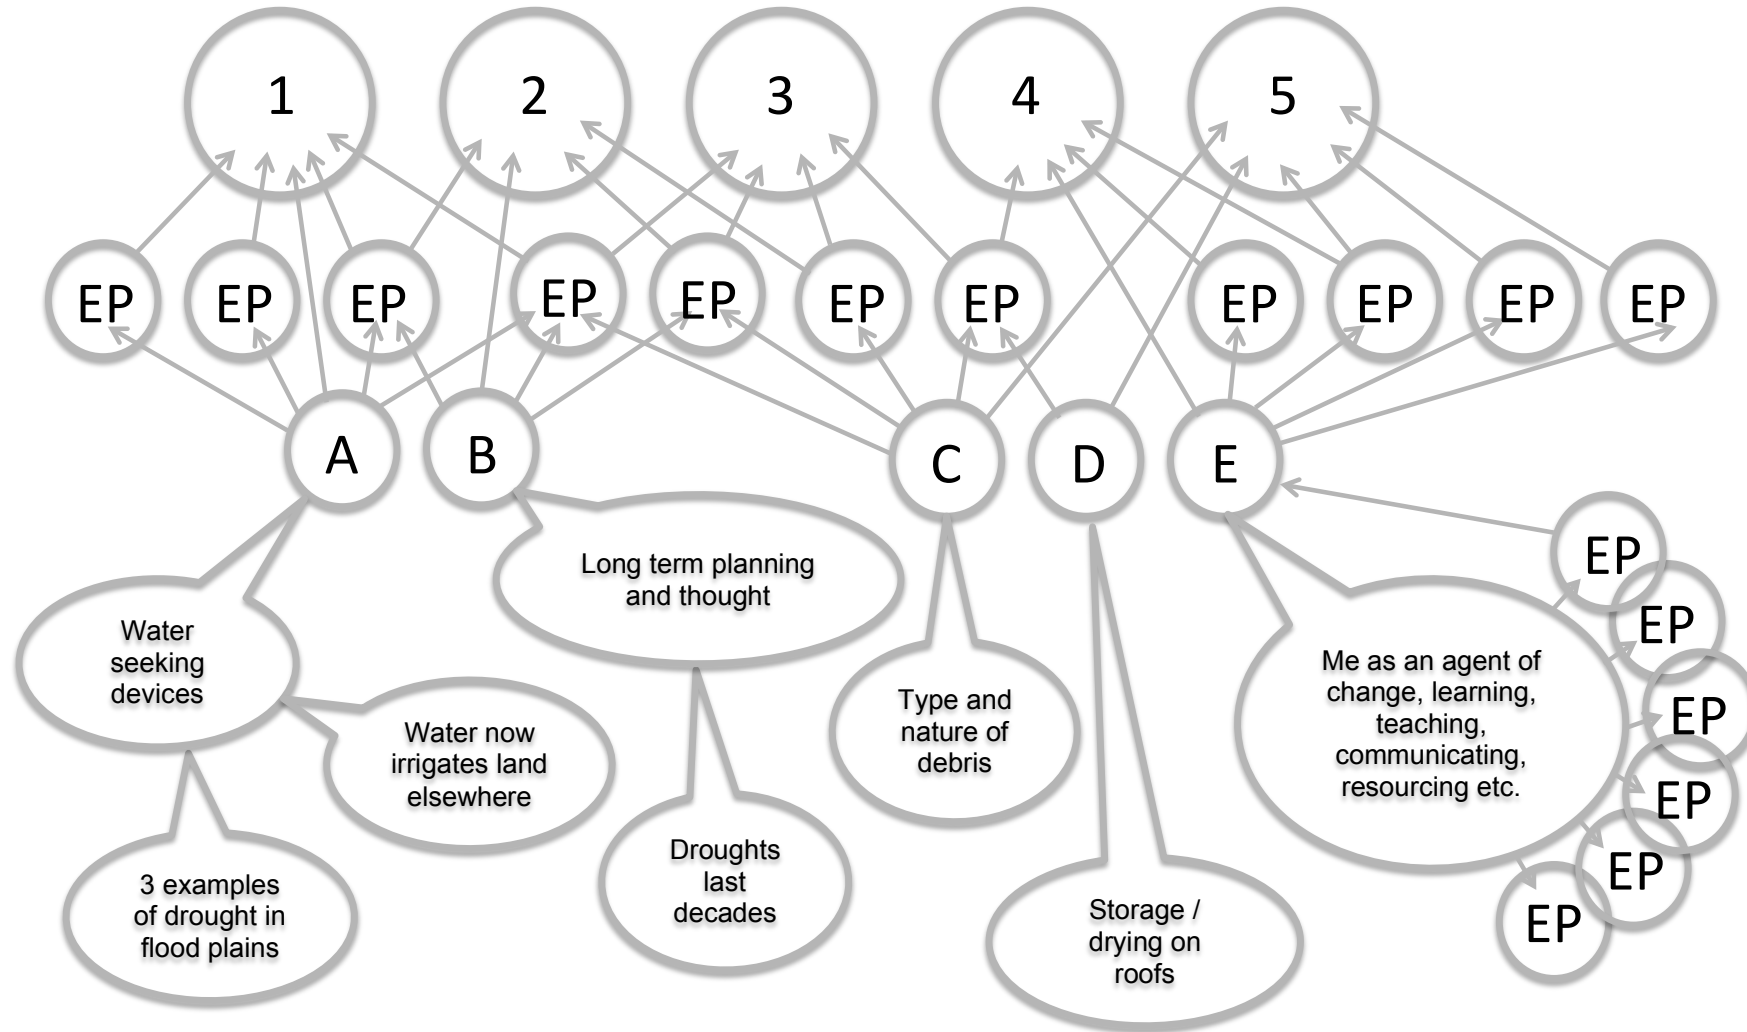 1
2
3
4
5
EP
EP
EP
EP
EP
EP
EP
EP
EP
EP
EP
A
B
C
D
E
Water
seeking
devices
Long term planning
and thought
Water now
irrigates land
elsewhere
3 examples
of drought in
flood plains
Droughts
last
decades
Type and
nature of
debris
Storage /
drying on
roofs
Me as an agent of
change, learning,
teaching,
communicating,
resourcing etc.
EP
EP
EP
EP
EP
EP